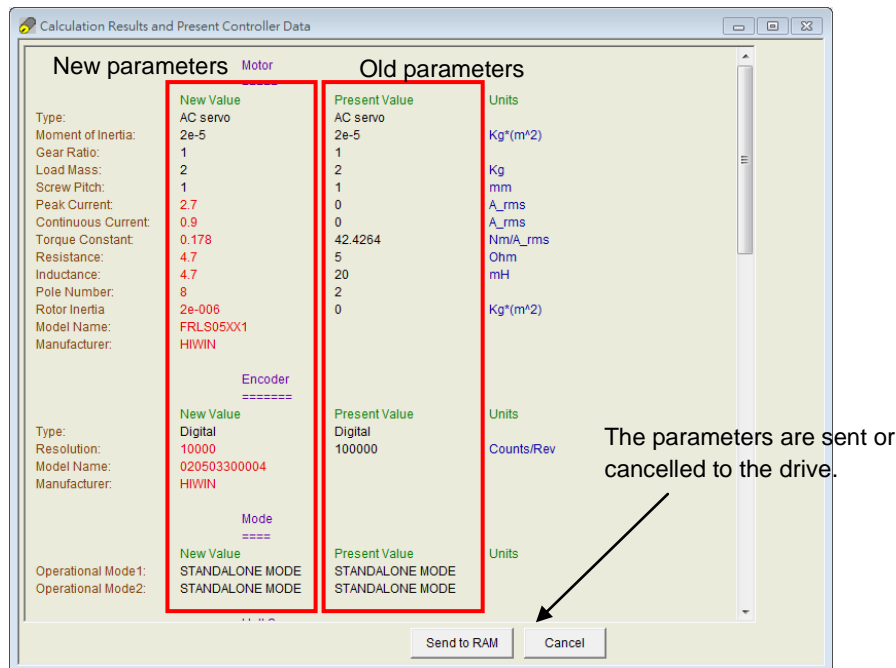 Calculation Results and Present Controller Data
New parameters Motor Old parameters
=====
New Value Present Value Units
Type: AC servo AC servo
Moment of Inertia: 2e-5 2e-5 Kg*(m^2)
Gear Ratio: 1 1
Load Mass: 2 2 Kg
Screw Pitch: 1 1 mm
Peak Current: 2.7 0 A_rms
Continuous Current: 0.9 0 A_rms
Torque Constant: 0.178 42.4264 Nm/A_rms
Resistance: 4.7 5 Ohm
Inductance: 4.7 20 mH
Pole Number: 8 2
Rotor Inertia 2e-006 0 Kg*(m^2)
Model Name: FRLS05XX1
Manufacturer: HIWIN
Encoder
=======
New Value Present Value Units
Type: Digital Digital
Resolution: 10000 100000 Counts/Rev
Model Name: 020503300004
Manufacturer: HIWIN
The parameters are sent or
cancelled to the drive.
Mode
====
New Value Present Value Units
Operational Mode1: STANDALONE MODE STANDALONE MODE
Operational Mode2: STANDALONE MODE STANDALONE MODE
Send to RAM Cancel